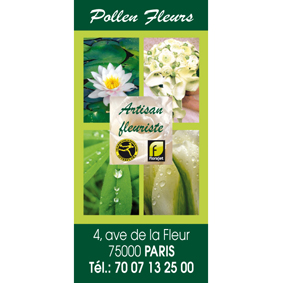 Pollen Fleurs
Artisan
fleuriste
4, ave de la Fleur
75000 PARIS
Tél.: 70 07 13 25 00